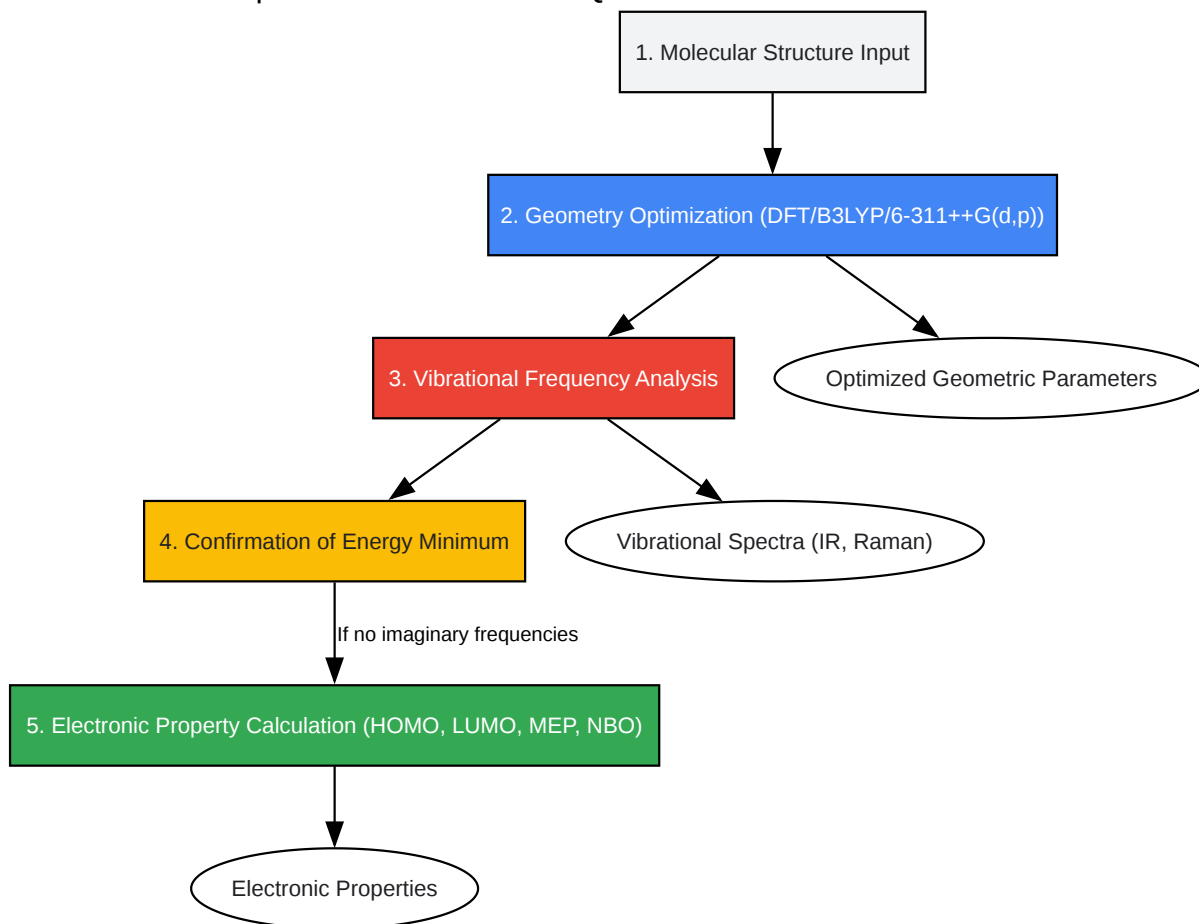 1. Molecular Structure Input
2. Geometry Optimization (DFT/B3LYP/6-311++G(d,p))
3. Vibrational Frequency Analysis
Optimized Geometric Parameters
4. Confirmation of Energy Minimum
Vibrational Spectra (IR, Raman)
If no imaginary frequencies
5. Electronic Property Calculation (HOMO, LUMO, MEP, NBO)
Electronic Properties